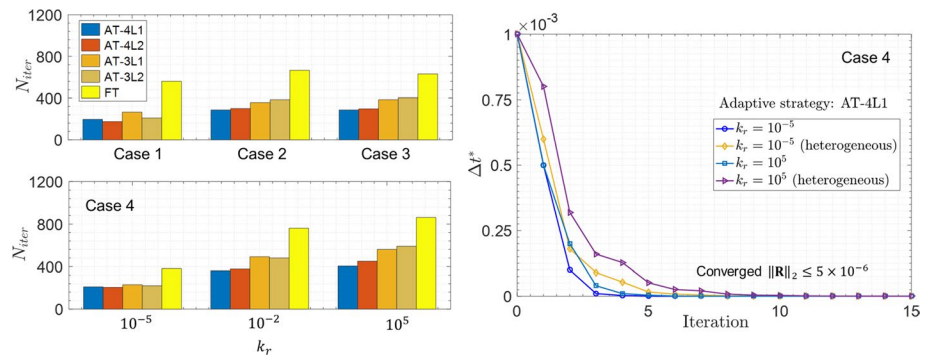 1200
800
400
0
N_iter
AT-4L1
AT-4L2
AT-3L1
AT-3L2
FT
Case 1 Case 2 Case 3
1200
800
400
0
N_iter
Case 4
10^-5 10^-2 10^5
k_r
×10^-3
1
0.75
0.5
0.25
0
Δt*
Case 4
Adaptive strategy: AT-4L1
k_r = 10^-5
k_r = 10^-5 (heterogeneous)
k_r = 10^5
k_r = 10^5 (heterogeneous)
Converged ‖R‖₂ ≤ 5 × 10^-6
0 5 10 15
Iteration